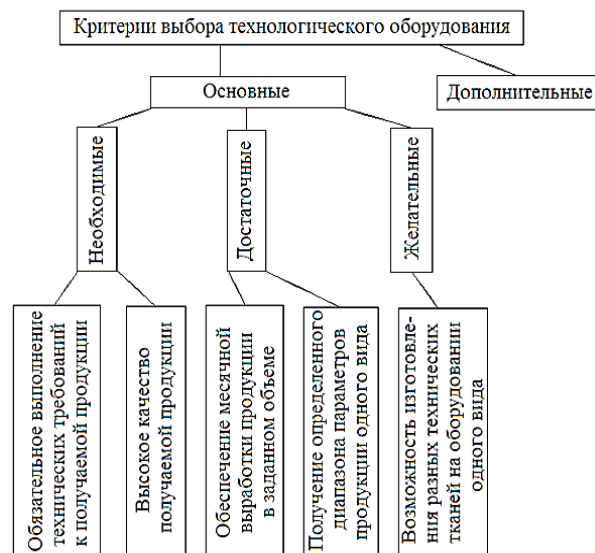 Критерии выбора технологического оборудования
Основные
Дополнительные
Необходимые
Достаточные
Желательные
Обязательное выполнение
технических требований
к получаемой продукции
Высокое качество
получаемой продукции
Обеспечение месячной
выработки продукции
в заданном объеме
Получение определенного
диапазона параметров
продукции одного вида
Возможность изготовле-
ния разных технических
тканей на оборудовании
одного вида